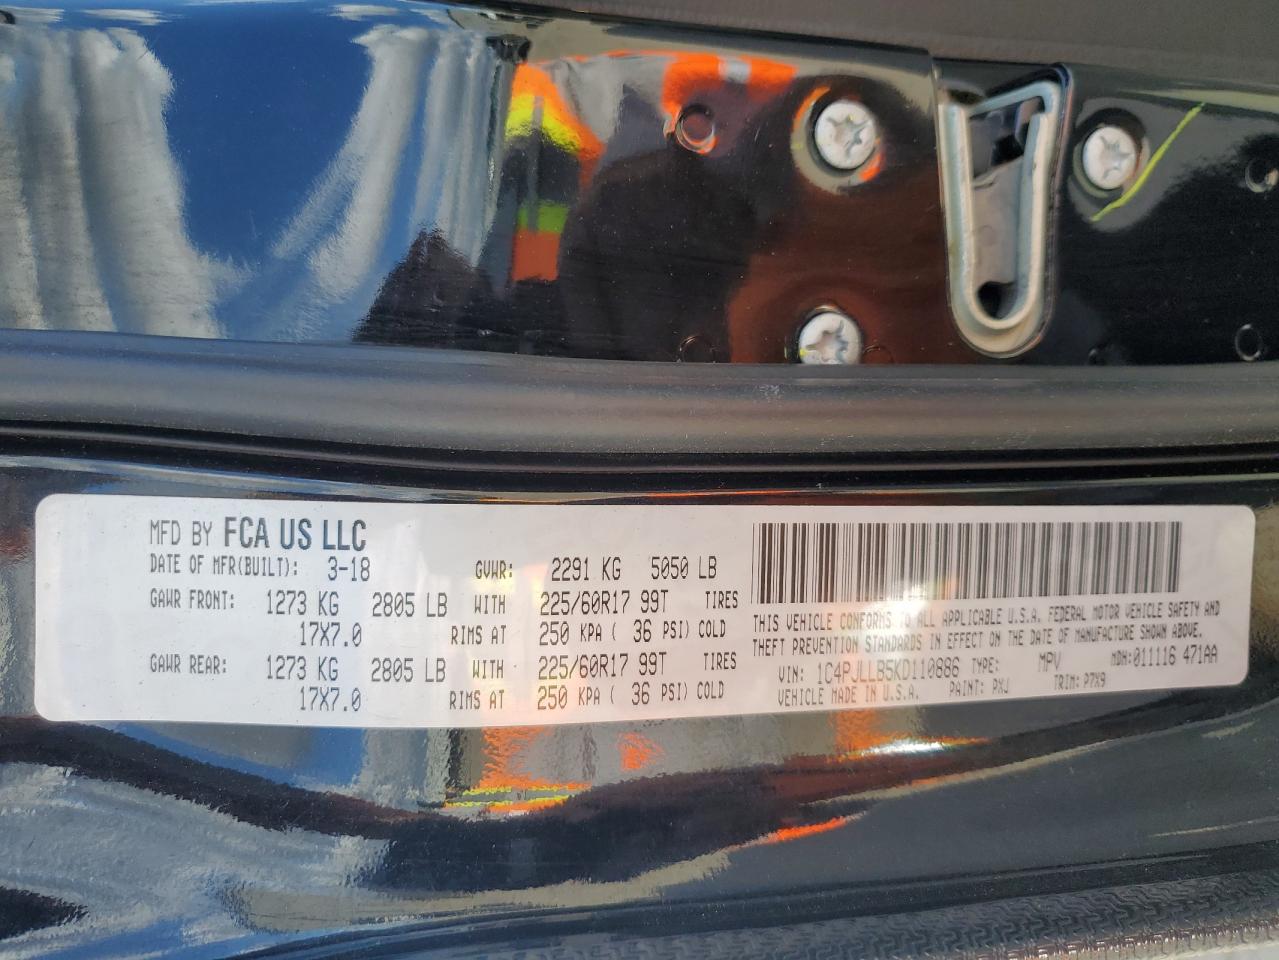 MFD BY FCA US LLC
DATE OF MFR(BUILT): 3-18 GVWR: 2291 KG 5050 LB
GAWR FRONT: 1273 KG 2805 LB WITH 225/60R17 99T TIRES
17X7.0 RIMS AT 250 KPA ( 36 PSI) COLD
GAWR REAR: 1273 KG 2805 LB WITH 225/60R17 99T TIRES
17X7.0 RIMS AT 250 KPA ( 36 PSI) COLD
THIS VEHICLE CONFORMS TO ALL APPLICABLE U.S.A. FEDERAL MOTOR VEHICLE SAFETY AND
THEFT PREVENTION STANDARDS IN EFFECT ON THE DATE OF MANUFACTURE SHOWN ABOVE.
VIN: 1C4PJLLB5KD110886 TYPE: MPV MDH: 011116 471AA
VEHICLE MADE IN U.S.A. PAINT: PXJ TRIM: P7X9